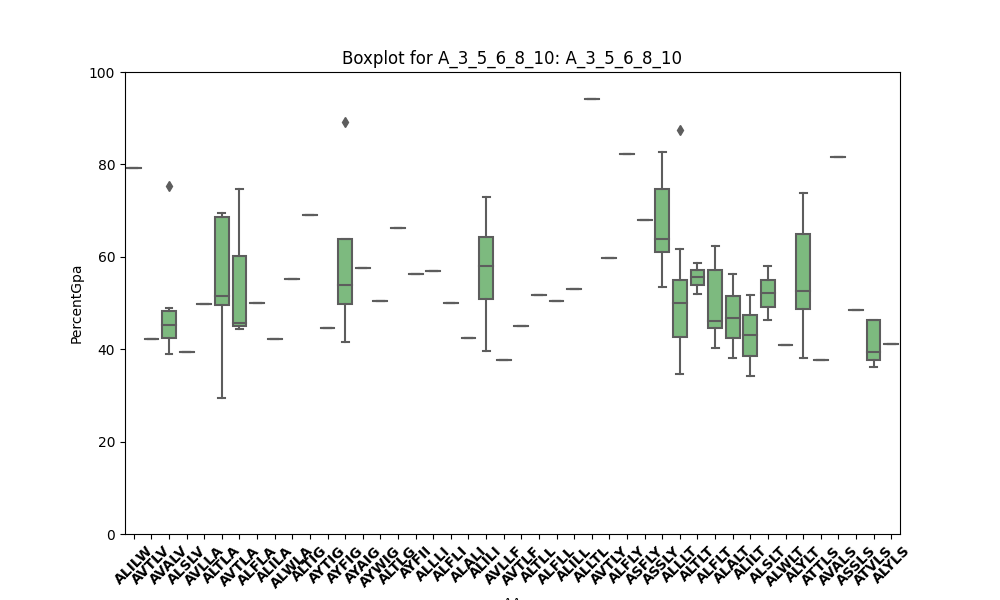 Boxplot for A_3_5_6_8_10: A_3_5_6_8_10
PercentGpa
100
80
60
40
20
0
ALILW
AVTLV
AVALV
ALSLV
AVLLA
ALTLA
AVTLA
ALFLA
ALILA
ALWLA
ALTIG
AYTIG
AYFIG
AYAIG
AYWIG
ALTLG
AYFII
ALLLI
ALFLI
ALALI
ALILI
AVLLF
AVTLF
ALTLL
ALFLL
ALILL
ALLTL
AVTLY
ALFLY
ASFLY
ASSLY
ALLLT
ALTLT
ALFLT
ALALT
ALILT
ALSLT
ALWLT
ALYLT
ATTLS
AVALS
ASSLS
ATVLS
ALYLS